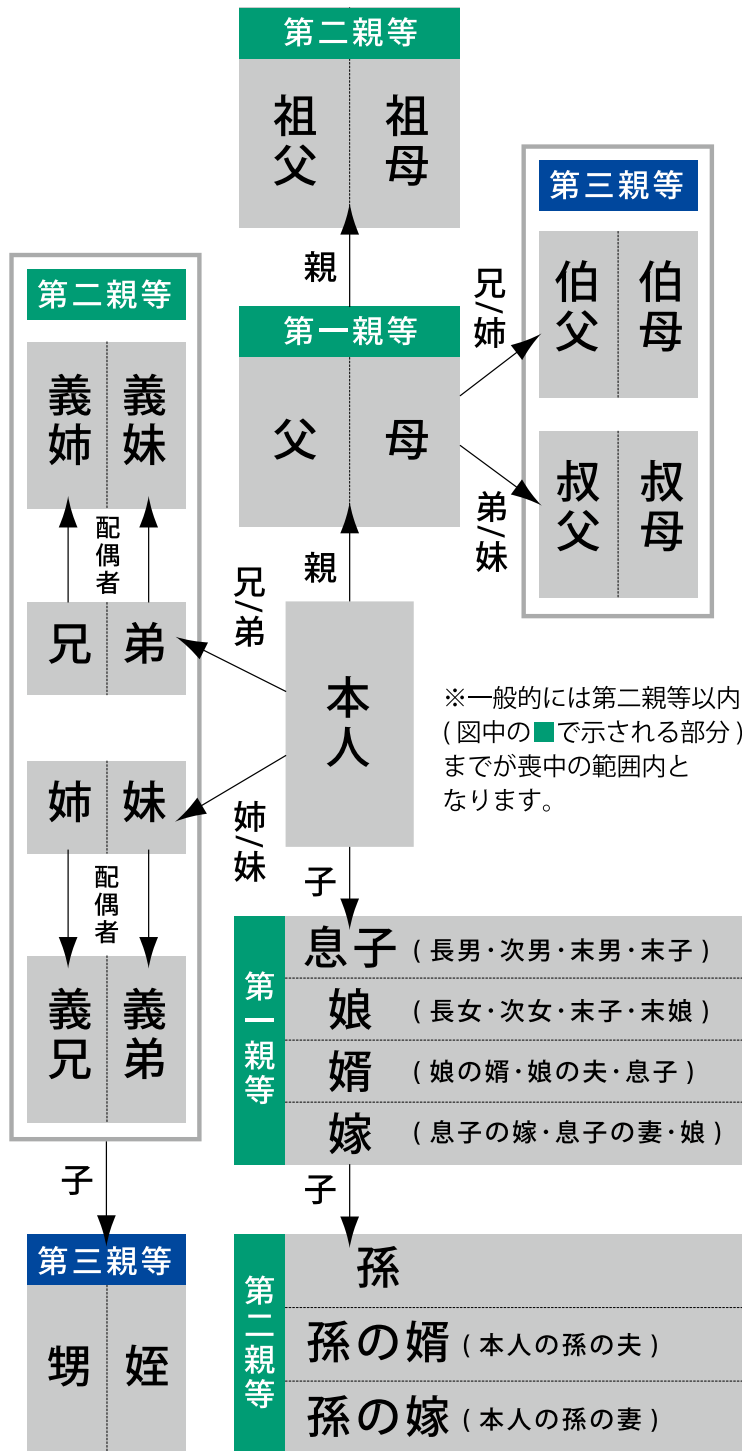 第二親等
祖父 祖母
親
第一親等
父 母
兄/姉
弟/妹
第三親等
伯父 伯母
叔父 叔母
親
第二親等
義姉 義妹
配偶者
兄 弟
兄/弟
本人
姉 妹
姉/妹
配偶者
義兄 義弟
※一般的には第二親等以内
(図中の■で示される部分)
までが喪中の範囲内と
なります。
子
第一親等
息子 (長男・次男・末男・末子)
娘 (長女・次女・末子・末娘)
婿 (娘の婿・娘の夫・息子)
嫁 (息子の嫁・息子の妻・娘)
子
第三親等
甥 姪
子
第二親等
孫
孫の婿 (本人の孫の夫)
孫の嫁 (本人の孫の妻)